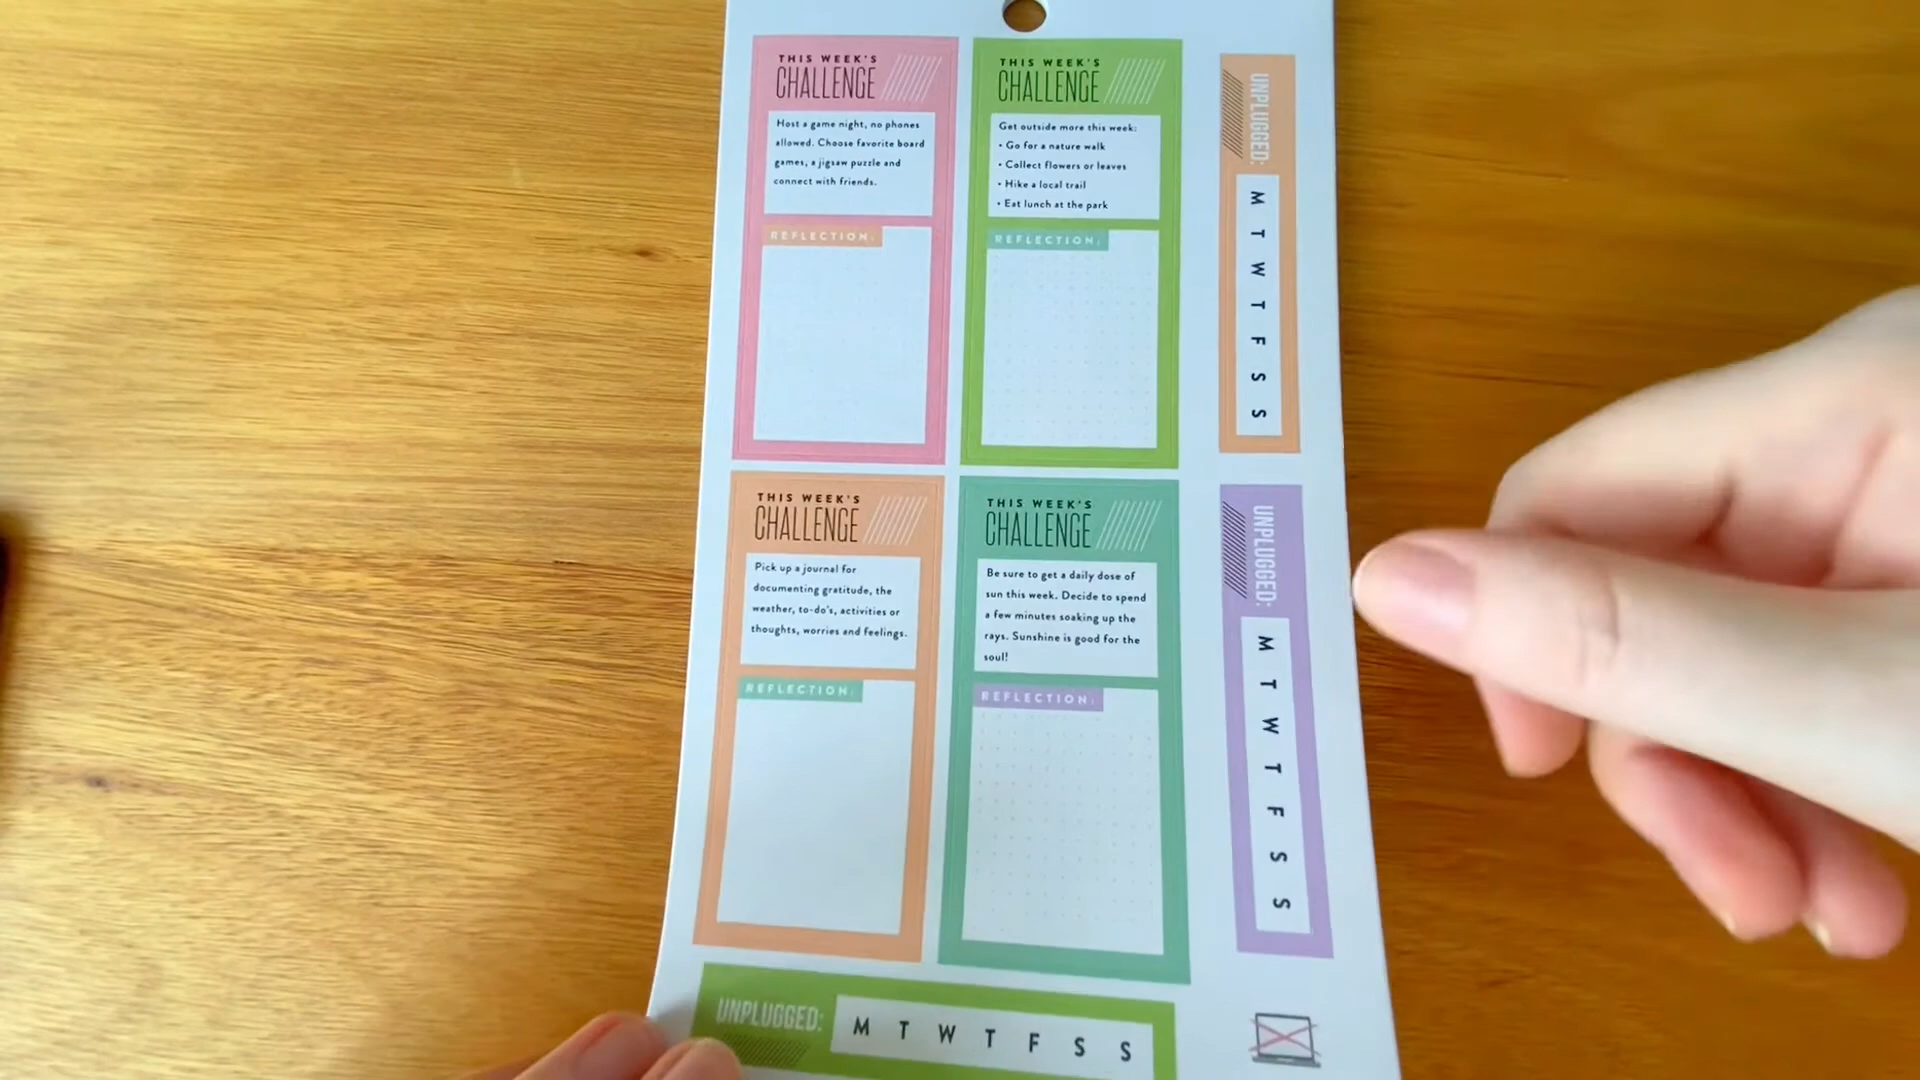 THIS WEEK'S
CHALLENGE
Host a game night, no phones
allowed. Choose favorite board
games, a jigsaw puzzle and
connect with friends.
REFLECTION:
THIS WEEK'S
CHALLENGE
Get outside more this week:
• Go for a nature walk
• Collect flowers or leaves
• Hike a local trail
• Eat lunch at the park
REFLECTION:
UNPLUGGED:
M T W T F S S
THIS WEEK'S
CHALLENGE
Pick up a journal for
documenting gratitude, the
weather, to-do's, activities or
thoughts, worries and feelings.
REFLECTION:
THIS WEEK'S
CHALLENGE
Be sure to get a daily dose of
sun this week. Decide to spend
a few minutes soaking up the
rays. Sunshine is good for the
soul!
REFLECTION:
UNPLUGGED:
M T W T F S S
UNPLUGGED: M T W T F S S